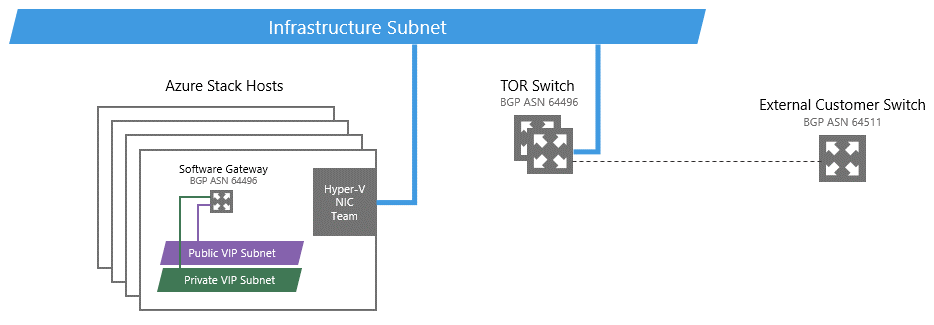 Infrastructure Subnet
Azure Stack Hosts
TOR Switch
BGP ASN 64496
External Customer Switch
BGP ASN 64511
Software Gateway
BGP ASN 64496
Hyper-V
NIC
Team
Public VIP Subnet
Private VIP Subnet